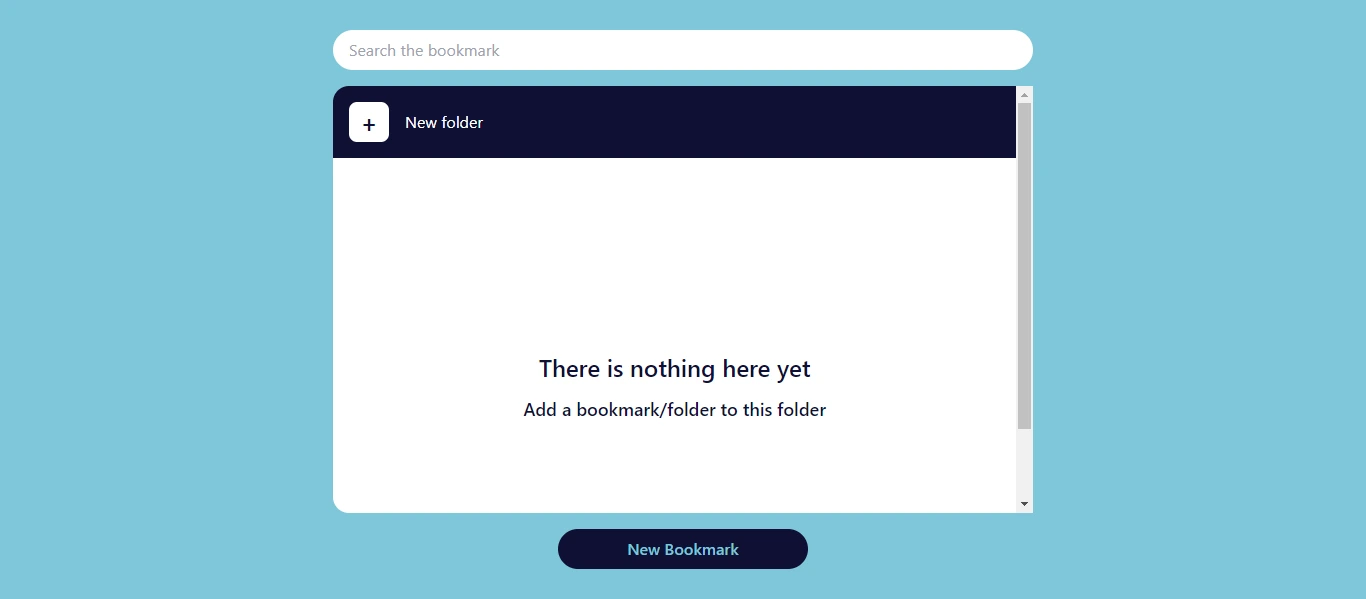 Search the bookmark
+ New folder
There is nothing here yet
Add a bookmark/folder to this folder
New Bookmark